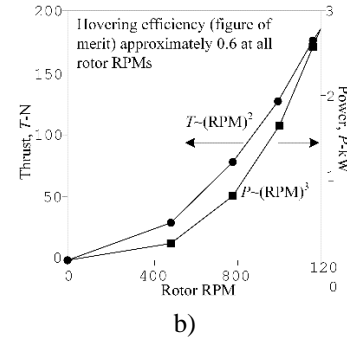 200
3
Hovering efficiency (figure of
merit) approximately 0.6 at all
rotor RPMs
150
2
T~(RPM)²
100
Thrust, T-N
Power, P-kW
1
50
P~(RPM)³
0
0
400
800
120
0
Rotor RPM
b)